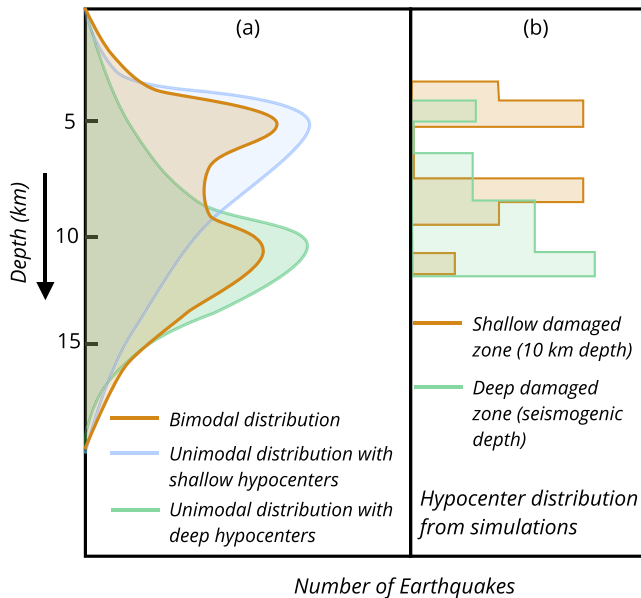 (a)
(b)
5
10
15
Depth (km)
Bimodal distribution
Unimodal distribution with
shallow hypocenters
Unimodal distribution with
deep hypocenters
Shallow damaged
zone (10 km depth)
Deep damaged
zone (seismogenic
depth)
Hypocenter distribution
from simulations
Number of Earthquakes